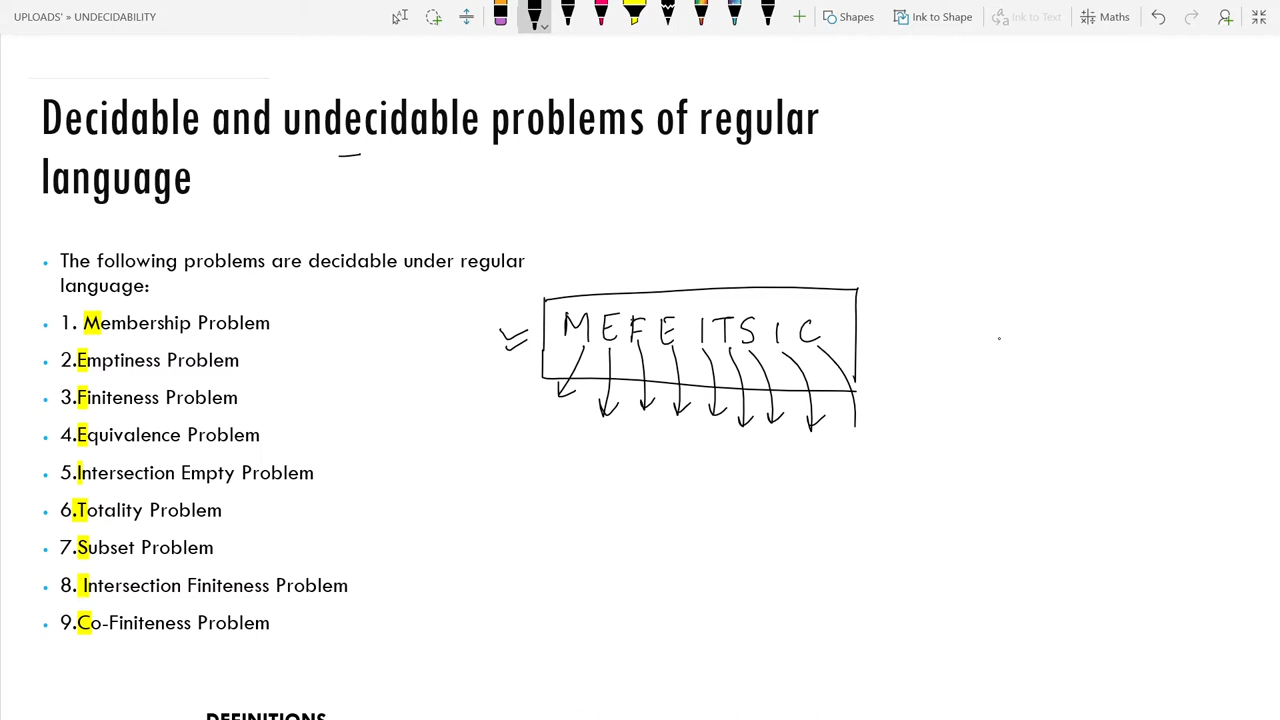 UPLOADS' » UNDECIDABILITY
Shapes
Ink to Shape
Ink to Text
Maths
Decidable and undecidable problems of regular
language
• The following problems are decidable under regular
language:
• 1. Membership Problem
• 2.Emptiness Problem
• 3.Finiteness Problem
• 4.Equivalence Problem
• 5.Intersection Empty Problem
• 6.Totality Problem
• 7.Subset Problem
• 8. Intersection Finiteness Problem
• 9.Co-Finiteness Problem
M E F E I T S I C
DEFINITIONS